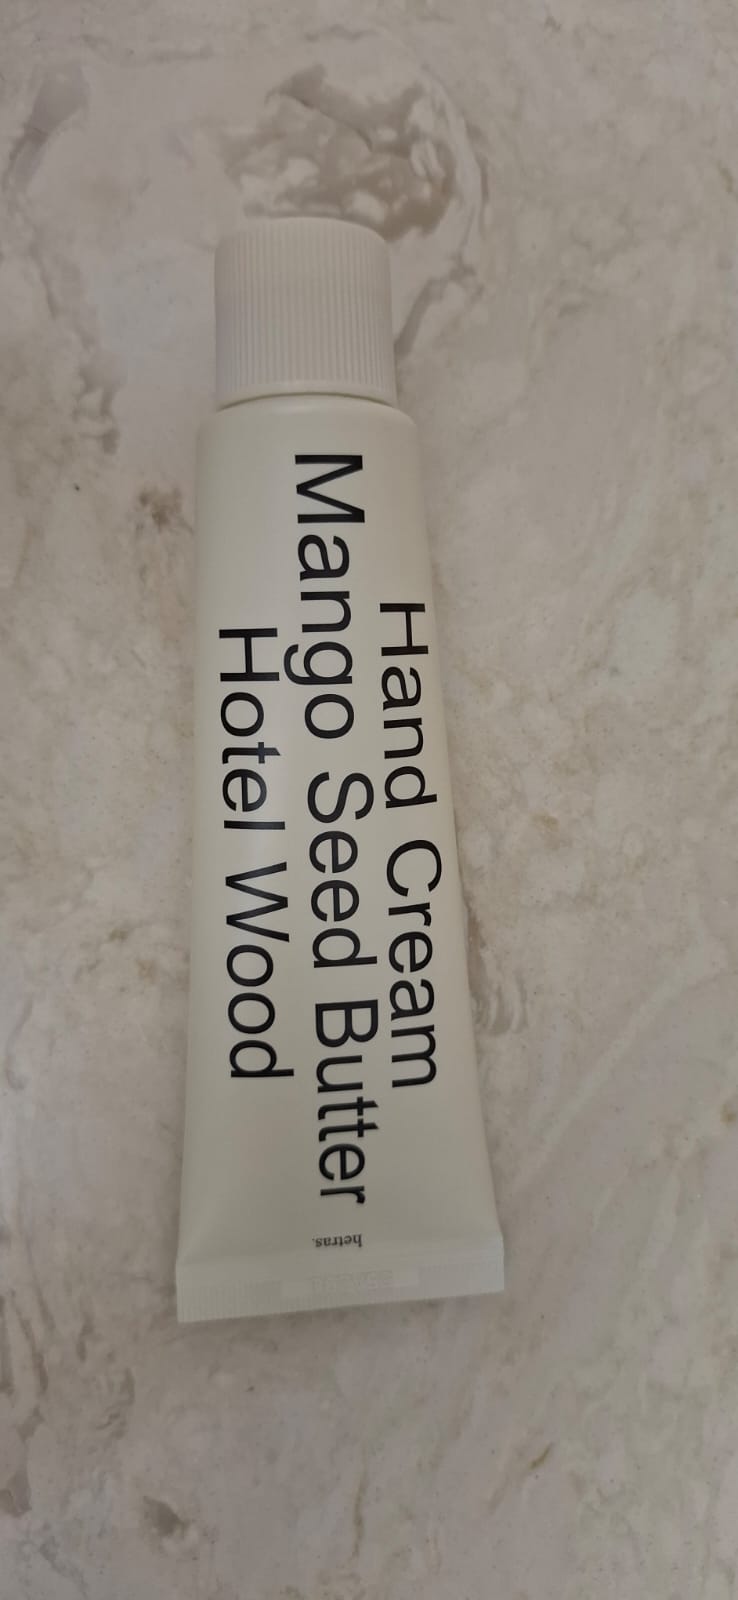 Hand Cream
Mango Seed Butter
Hotel Wood
hetras.